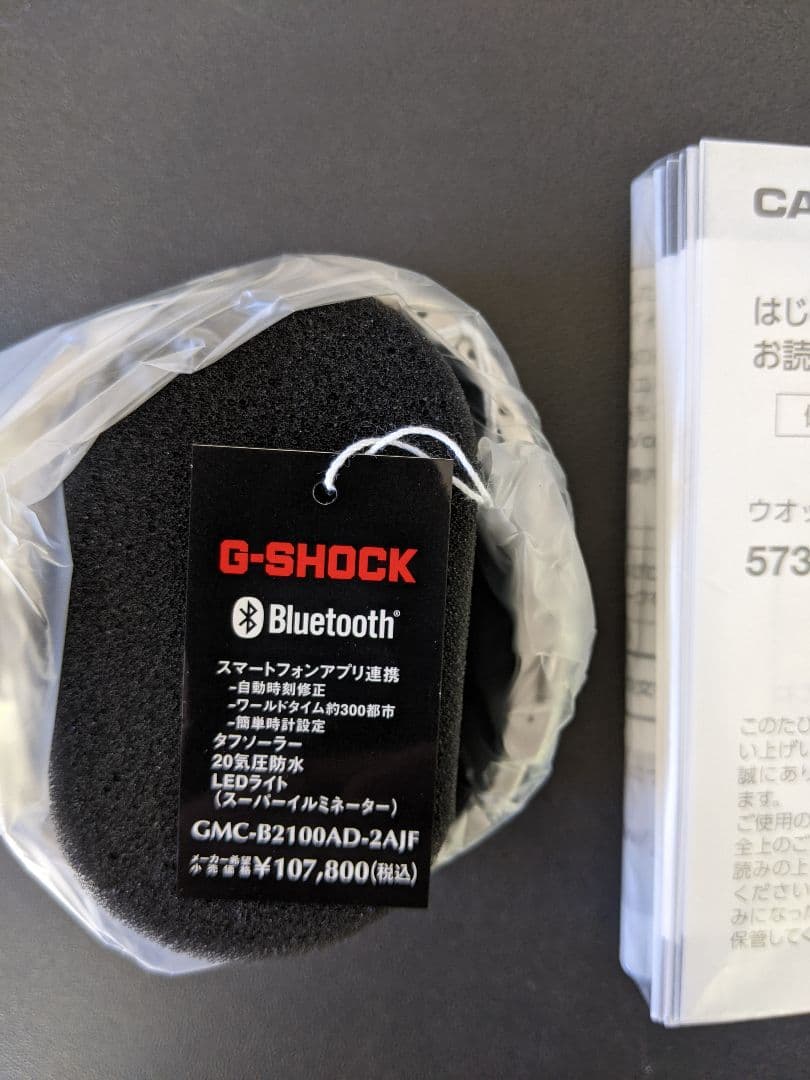 G-SHOCK
Bluetooth®
スマートフォンアプリ連携
-自動時刻修正
-ワールドタイム約300都市
-簡単時計設定
タフソーラー
20気圧防水
LEDライト
(スーパーイルミネーター)
GMC-B2100AD-2AJF
メーカー希望
小売価格 ¥107,800(税込)
CA
はじ
お読
ウオッ
573
このたび
い上げい
誠にあり
ます。
ご使用の
全上のご
読みの上
ください
みになっ
保管してく